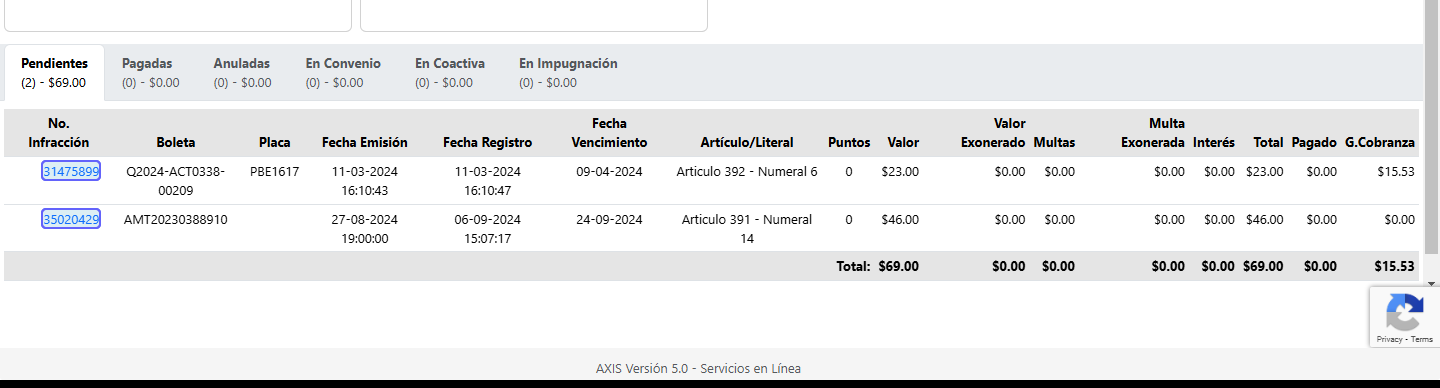 Pendientes Pagadas Anuladas En Convenio En Coactiva En Impugnación
(2) - $69.00 (0) - $0.00 (0) - $0.00 (0) - $0.00 (0) - $0.00 (0) - $0.00
No. Infracción Boleta Placa Fecha Emisión Fecha Registro Fecha Vencimiento Artículo/Literal Puntos Valor Valor Exonerado Multas Multa Exonerada Interés Total Pagado G.Cobranza
31475899 Q2024-ACT0338- PBE1617 11-03-2024 11-03-2024 09-04-2024 Articulo 392 - Numeral 6 0 $23.00 $0.00 $0.00 $0.00 $0.00 $23.00 $0.00 $15.53
00209 16:10:43 16:10:47
35020429 AMT20230388910 27-08-2024 06-09-2024 24-09-2024 Articulo 391 - Numeral 0 $46.00 $0.00 $0.00 $0.00 $0.00 $46.00 $0.00 $0.00
19:00:00 15:07:17 14
Total: $69.00 $0.00 $0.00 $0.00 $0.00 $69.00 $0.00 $15.53
Privacy - Terms
AXIS Versión 5.0 - Servicios en Línea